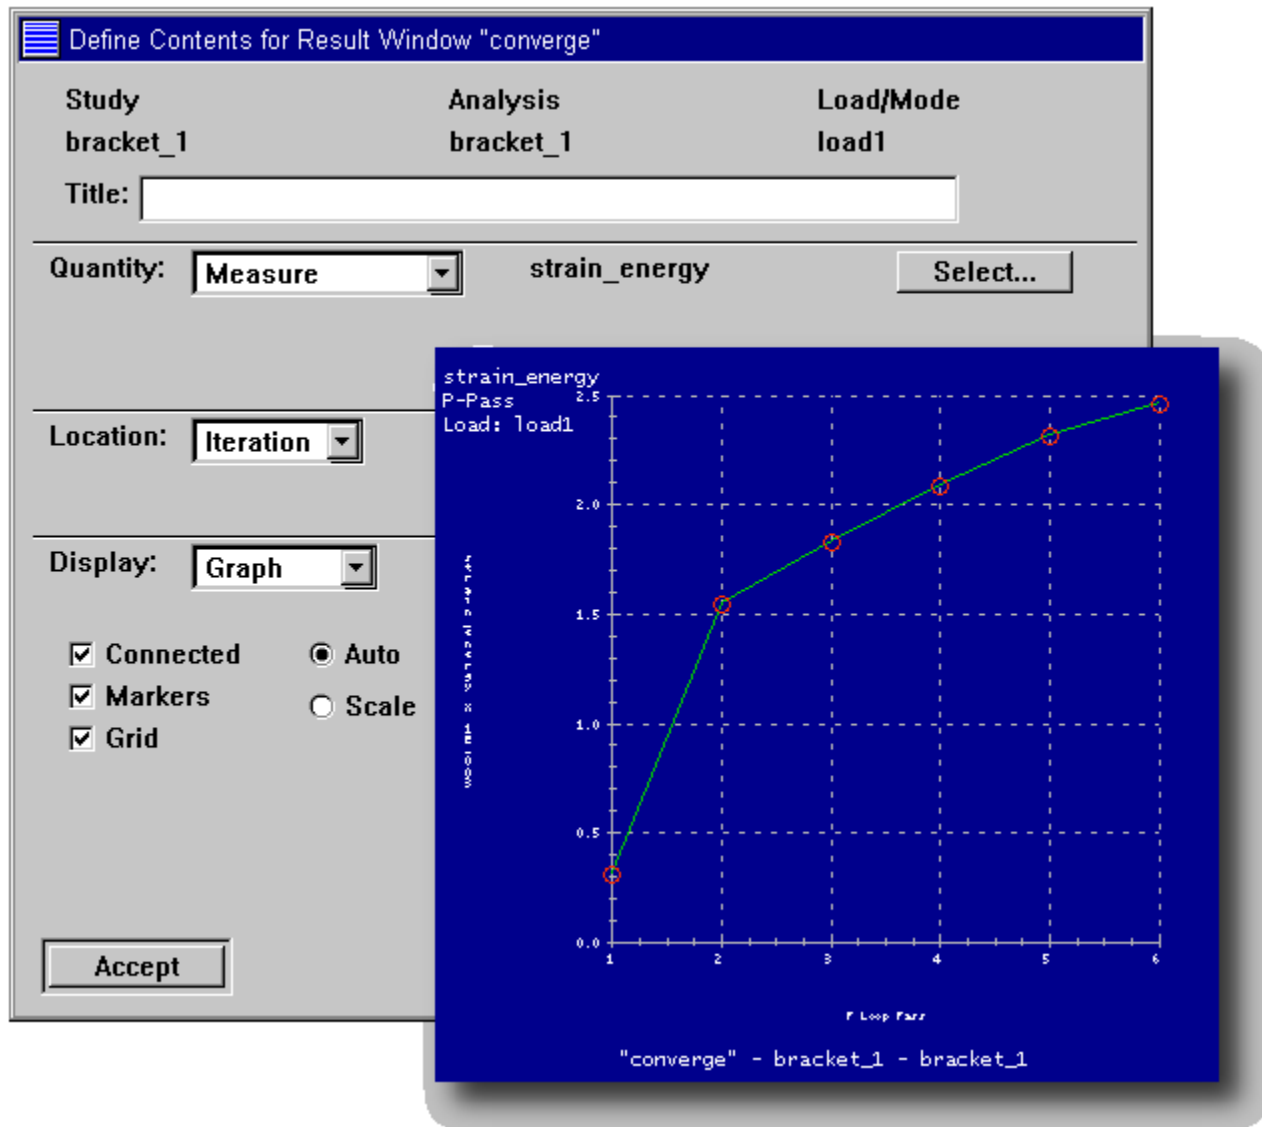 Define Contents for Result Window "converge"
Study Analysis Load/Mode
bracket_1 bracket_1 load1
Title:
Quantity: Measure strain_energy Select...
Location: Iteration
Display: Graph
Connected Auto
Markers Scale
Grid
Accept
strain_energy
P-Pass
Load: load1
2.5
2.0
1.5
1.0
0.5
0.0
1 2 3 4 5 6
P Loop Pass
"converge" - bracket_1 - bracket_1